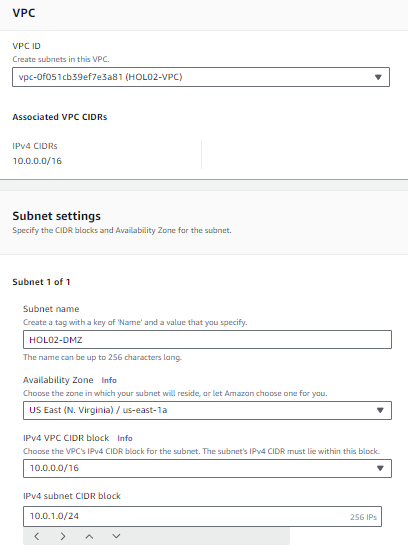 VPC
VPC ID
Create subnets in this VPC.
vpc-0f051cb39ef7e3a81 (HOL02-VPC)
Associated VPC CIDRs
IPv4 CIDRs
10.0.0.0/16
Subnet settings
Specify the CIDR blocks and Availability Zone for the subnet.
Subnet 1 of 1
Subnet name
Create a tag with a key of 'Name' and a value that you specify.
HOL02-DMZ
The name can be up to 256 characters long.
Availability Zone Info
Choose the zone in which your subnet will reside, or let Amazon choose one for you.
US East (N. Virginia) / us-east-1a
IPv4 VPC CIDR block Info
Choose the VPC's IPv4 CIDR block for the subnet. The subnet's IPv4 CIDR must lie within this block.
10.0.0.0/16
IPv4 subnet CIDR block
10.0.1.0/24 256 IPs